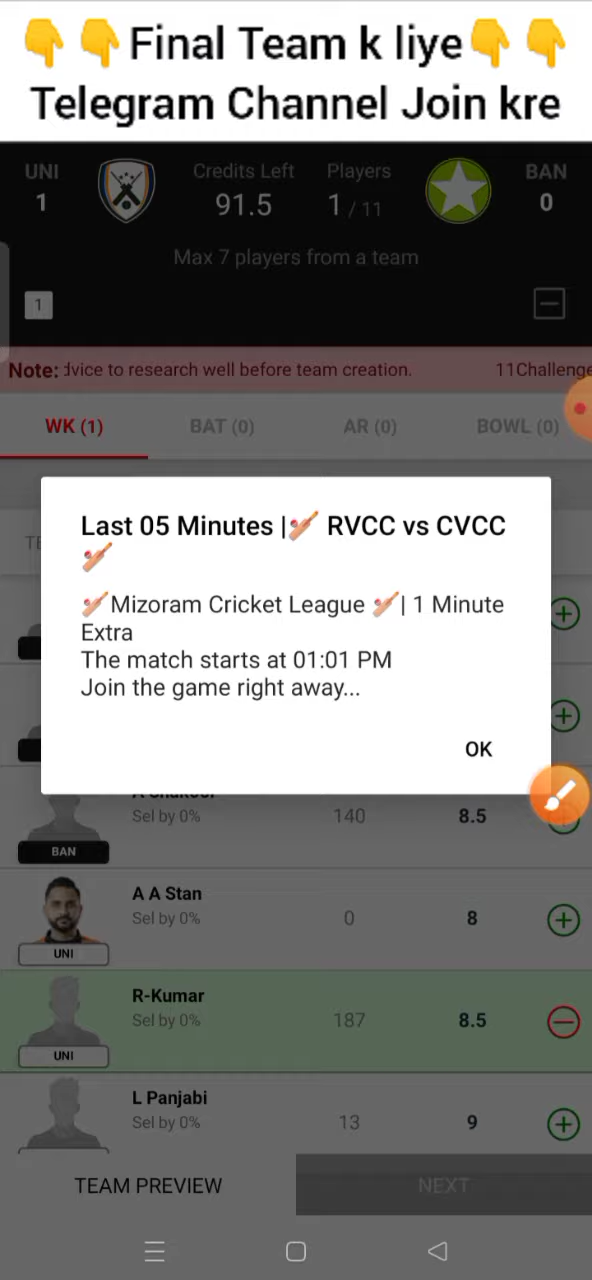 👇👇Final Team k liye👇👇
Telegram Channel Join kre
UNI Credits Left Players BAN
1 91.5 1 / 11 0
Max 7 players from a team
1
Note: dvice to research well before team creation. 11Challenge
WK (1) BAT (0) AR (0) BOWL (0)
Last 05 Minutes |🏏 RVCC vs CVCC
🏏
🏏Mizoram Cricket League 🏏| 1 Minute
Extra
The match starts at 01:01 PM
Join the game right away...
OK
Sel by 0% 140 8.5
BAN
A A Stan
Sel by 0% 0 8
UNI
R-Kumar
Sel by 0% 187 8.5
UNI
L Panjabi
Sel by 0% 13 9
TEAM PREVIEW NEXT